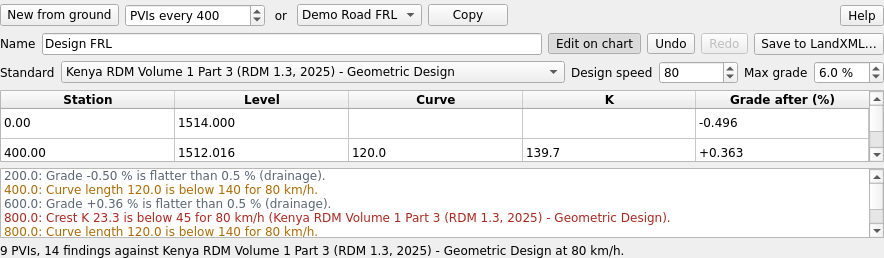 New from ground PVIs every 400 or Demo Road FRL Copy Help
Name Design FRL Edit on chart Undo Redo Save to LandXML...
Standard Kenya RDM Volume 1 Part 3 (RDM 1.3, 2025) - Geometric Design Design speed 80 Max grade 6.0 %
Station Level Curve K Grade after (%)
0.00 1514.000 -0.496
400.00 1512.016 120.0 139.7 +0.363
200.0: Grade -0.50 % is flatter than 0.5 % (drainage).
400.0: Curve length 120.0 is below 140 for 80 km/h.
600.0: Grade +0.36 % is flatter than 0.5 % (drainage).
800.0: Crest K 23.3 is below 45 for 80 km/h (Kenya RDM Volume 1 Part 3 (RDM 1.3, 2025) - Geometric Design).
800.0: Curve length 120.0 is below 140 for 80 km/h.
9 PVIs, 14 findings against Kenya RDM Volume 1 Part 3 (RDM 1.3, 2025) - Geometric Design at 80 km/h.